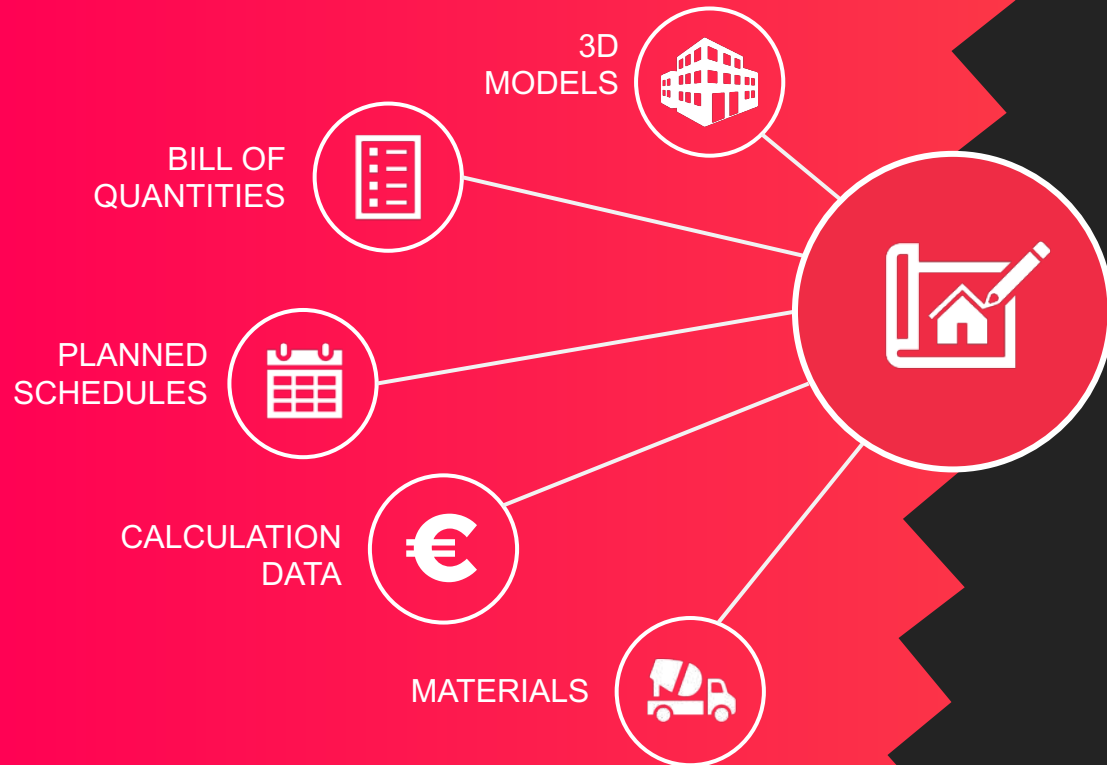 3D
MODELS
BILL OF
QUANTITIES
PLANNED
SCHEDULES
CALCULATION
DATA
MATERIALS